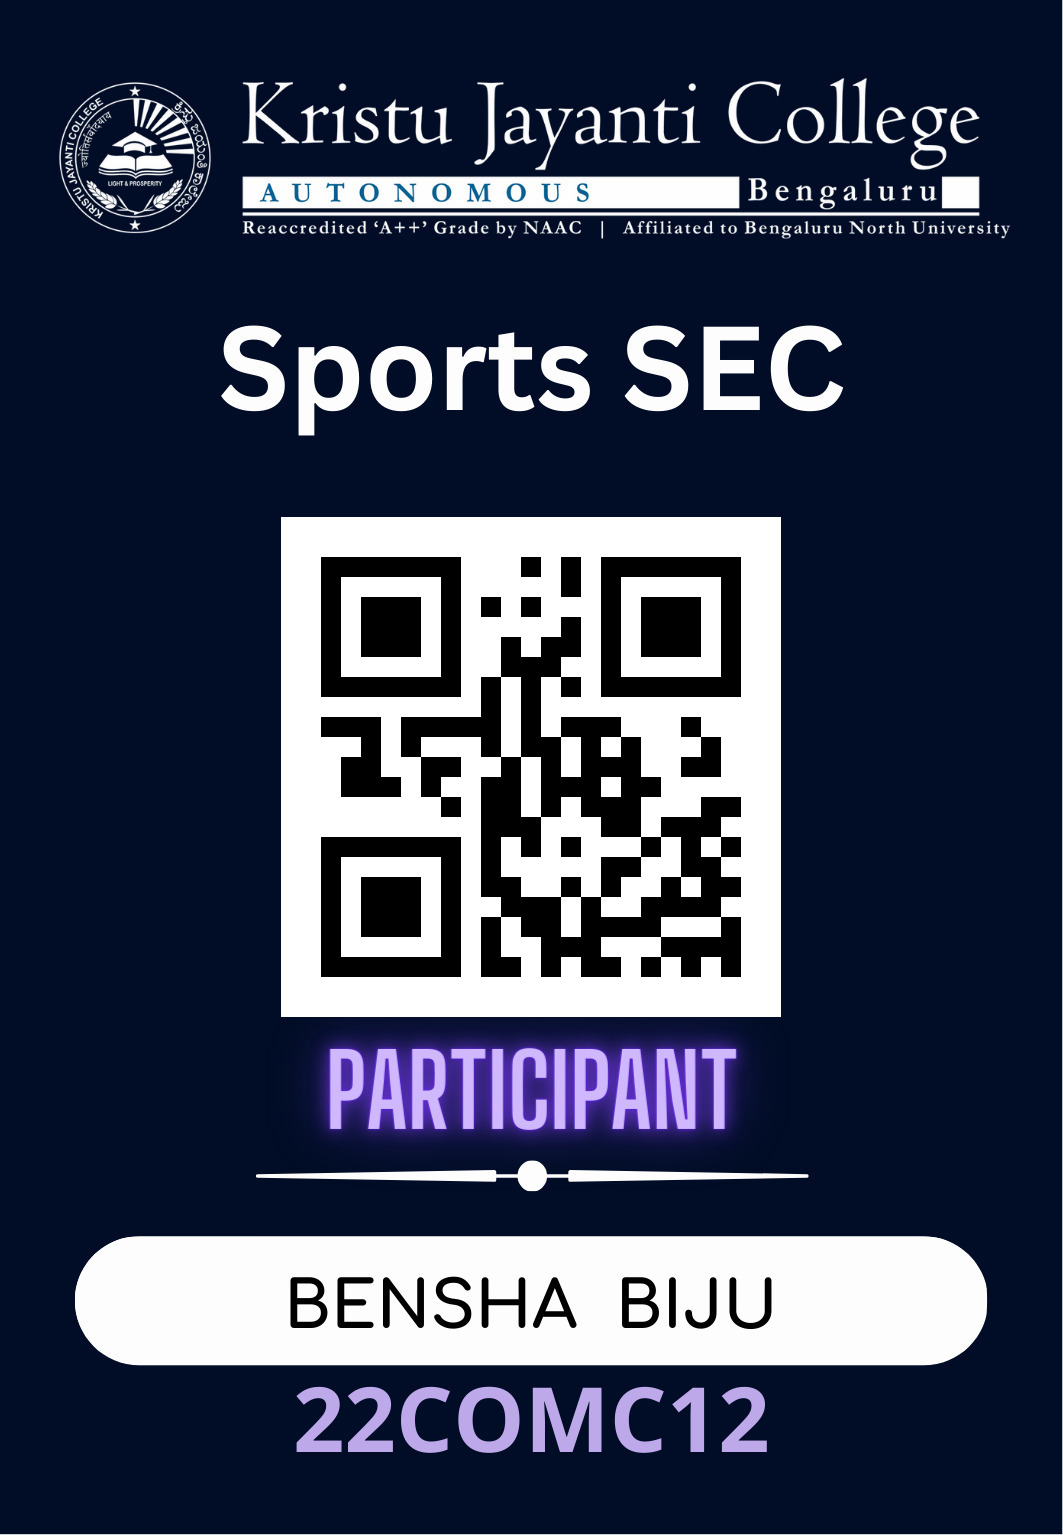 KRISTU JAYANTI COLLEGE
LIGHT & PROSPERITY
Kristu Jayanti College
AUTONOMOUS Bengaluru
Reaccredited ‘A++’ Grade by NAAC | Affiliated to Bengaluru North University
Sports SEC
PARTICIPANT
BENSHA BIJU
22COMC12